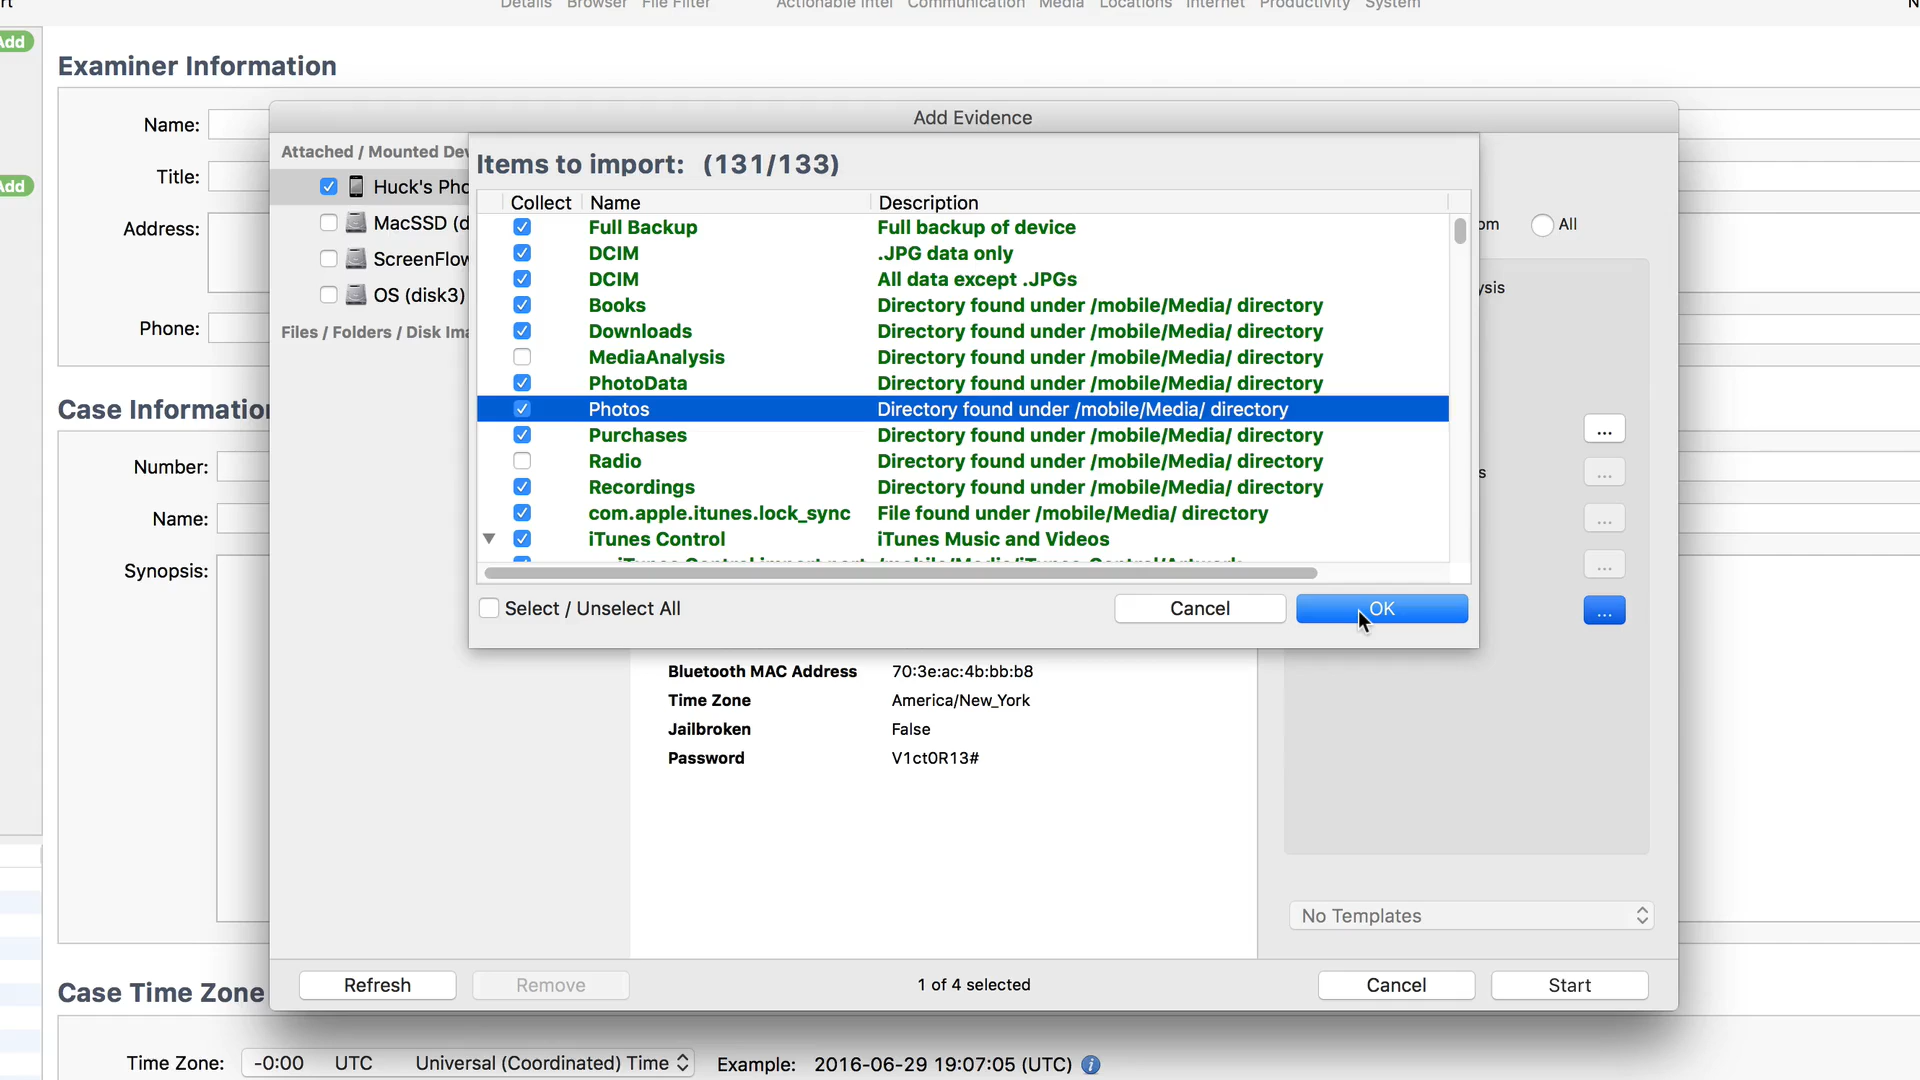 Details Browser File Filter Actionable Intel Communication Media Locations Internet Productivity System
Add
Examiner Information
Name:
Title:
Add
Address:
Phone:
Case Information
Number:
Name:
Synopsis:
Case Time Zone
Time Zone: -0:00 UTC Universal (Coordinated) Time Example: 2016-06-29 19:07:05 (UTC) i
Add Evidence
Attached / Mounted Dev
Huck's Pho
MacSSD (d
ScreenFlow
OS (disk3)
Files / Folders / Disk Ima
Items to import: (131/133)
Collect Name Description
Full Backup Full backup of device
DCIM .JPG data only
DCIM All data except .JPGs
Books Directory found under /mobile/Media/ directory
Downloads Directory found under /mobile/Media/ directory
MediaAnalysis Directory found under /mobile/Media/ directory
PhotoData Directory found under /mobile/Media/ directory
Photos Directory found under /mobile/Media/ directory
Purchases Directory found under /mobile/Media/ directory
Radio Directory found under /mobile/Media/ directory
Recordings Directory found under /mobile/Media/ directory
com.apple.itunes.lock_sync File found under /mobile/Media/ directory
iTunes Control iTunes Music and Videos
Select / Unselect All Cancel OK
om All
ysis
...
s ...
...
...
...
Bluetooth MAC Address 70:3e:ac:4b:bb:b8
Time Zone America/New_York
Jailbroken False
Password V1ctOR13#
No Templates
Refresh Remove 1 of 4 selected Cancel Start